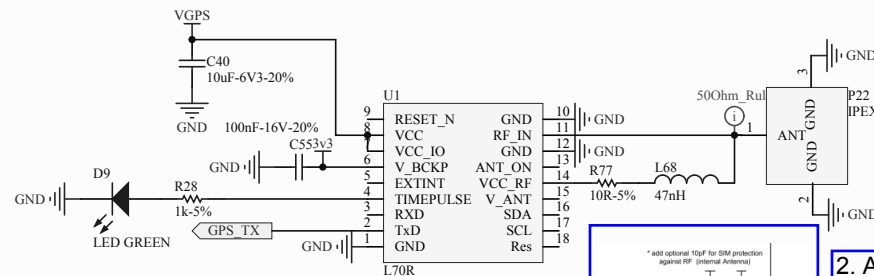 VGPS
C40
10uF-6V3-20%
GND
U1
100nF-16V-20%
C55
3v3
GND
D9
GND
LED GREEN
R28
1k-5%
GPS_TX
GND
9 RESET_N
8 VCC
7 VCC_IO
6 V_BCKP
5 EXTINT
4 TIMEPULSE
3 RXD
2 TxD
1 GND
GND 10
RF_IN 11
GND 12
ANT_ON 13
VCC_RF 14
V_ANT 15
SDA 16
SCL 17
Res 18
L70R
GND
GND
R77
10R-5%
L68
47nH
50Ohm_Rul
i
1
ANT
GND
GND
3
GND
P22
IPEX
2
GND
* add optional 10pF for SIM protection
against RF (internal Antenna)
2. A